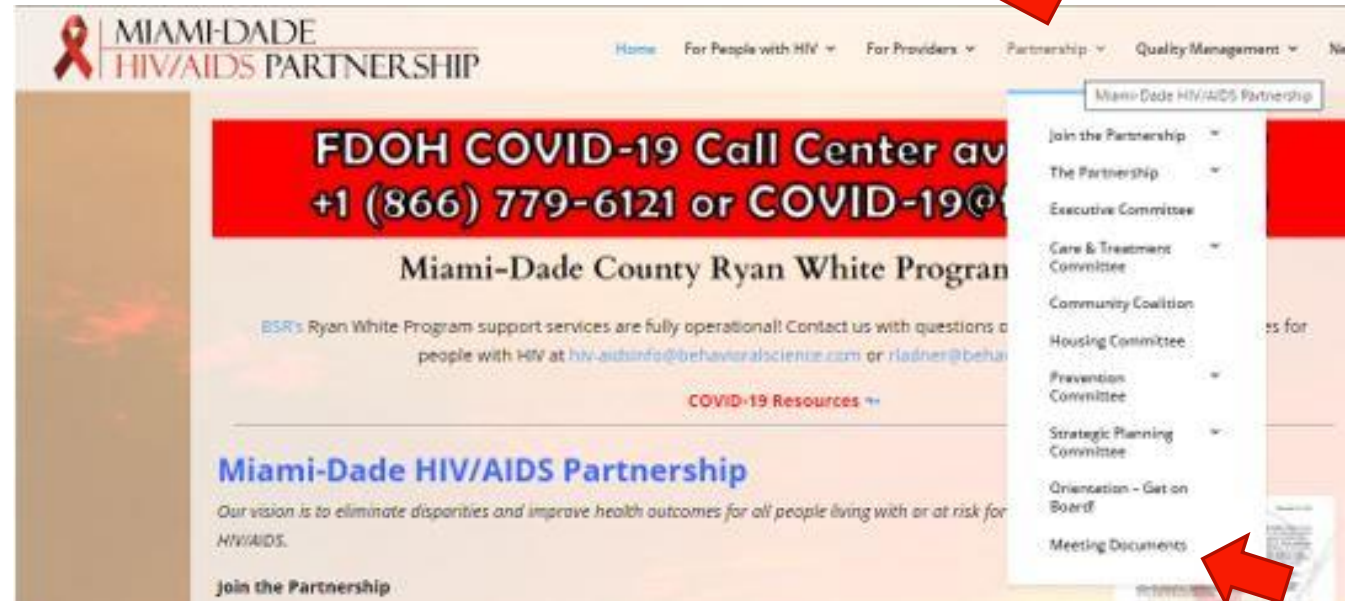 MIAMI-DADE
HIV/AIDS PARTNERSHIP
Home For People with HIV For Providers Partnership Quality Management
Miami-Dade HIV/AIDS Partnership
FDOH COVID-19 Call Center
+1 (866) 779-6121 or COVID-19@
Miami-Dade County Ryan White
BSR's Ryan White Program support services are fully operational! Contact us with questions es for
people with HIV at hiv-aidsinfo@behavioralscience.com or rladner@beha
COVID-19 Resources
Miami-Dade HIV/AIDS Partnership
Our vision is to eliminate disparities and improve health outcomes for all people living with or at risk for
HIV/AIDS.
Join the Partnership
Join the Partnership
The Partnership
Executive Committee
Care & Treatment
Committee
Community Coalition
Housing Committee
Prevention
Committee
Strategic Planning
Committee
Orientation – Get on
Board!
Meeting Documents